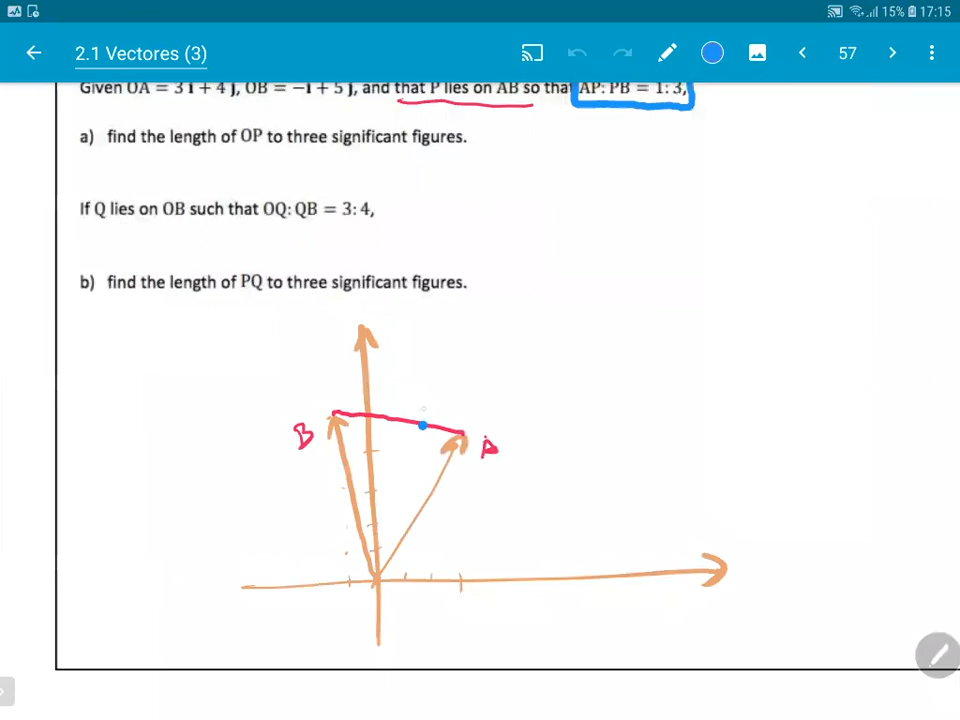 15% 17:15
2.1 Vectores (3)
57
Given OA = 3 i + 4 j, OB = −i + 5 j, and that P lies on AB so that AP: PB = 1: 3,
a) find the length of OP to three significant figures.
If Q lies on OB such that OQ: QB = 3: 4,
b) find the length of PQ to three significant figures.
B
A